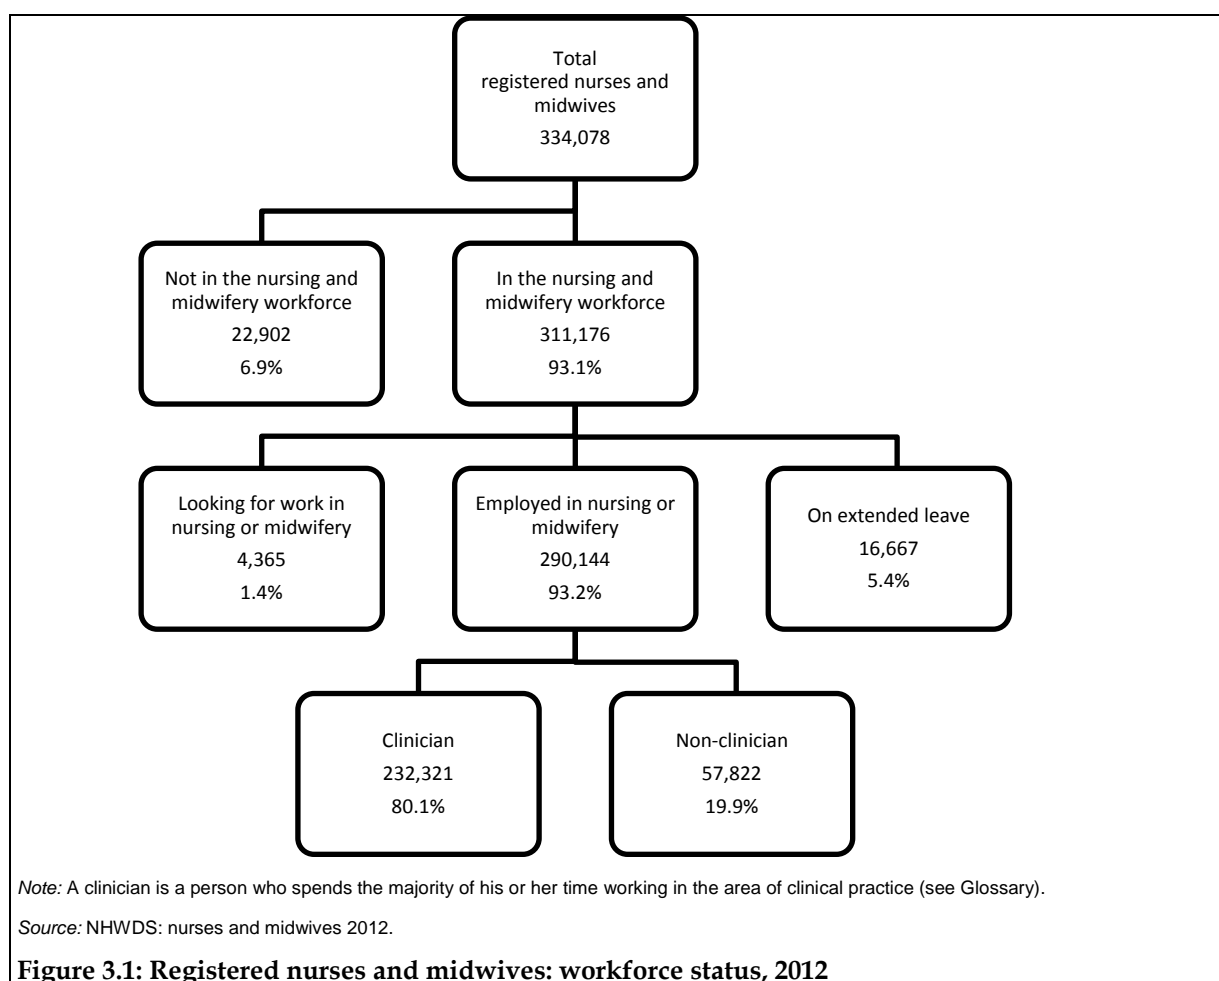 Total
registered nurses and
midwives
334,078
Not in the nursing and
midwifery workforce
22,902
6.9%
In the nursing and
midwifery workforce
311,176
93.1%
Looking for work in
nursing or midwifery
4,365
1.4%
Employed in nursing or
midwifery
290,144
93.2%
On extended leave
16,667
5.4%
Clinician
232,321
80.1%
Non-clinician
57,822
19.9%
Note: A clinician is a person who spends the majority of his or her time working in the area of clinical practice (see Glossary).
Source: NHWDS: nurses and midwives 2012.
Figure 3.1: Registered nurses and midwives: workforce status, 2012